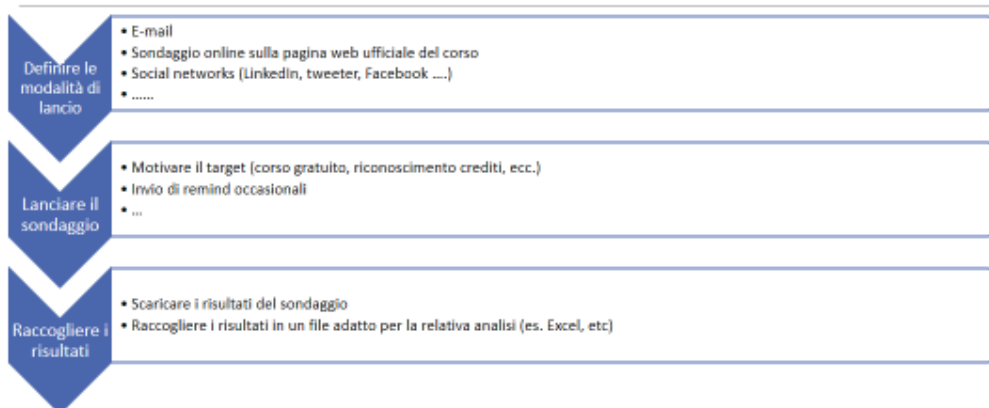 Definire le
modalità di
lancio
• E-mail
• Sondaggio online sulla pagina web ufficiale del corso
• Social networks (LinkedIn, tweeter, Facebook ....)
• ......
Lanciare il
sondaggio
• Motivare il target (corso gratuito, riconoscimento crediti, ecc.)
• Invio di remind occasionali
• ...
Raccogliere i
risultati
• Scaricare i risultati del sondaggio
• Raccogliere i risultati in un file adatto per la relativa analisi (es. Excel, etc)